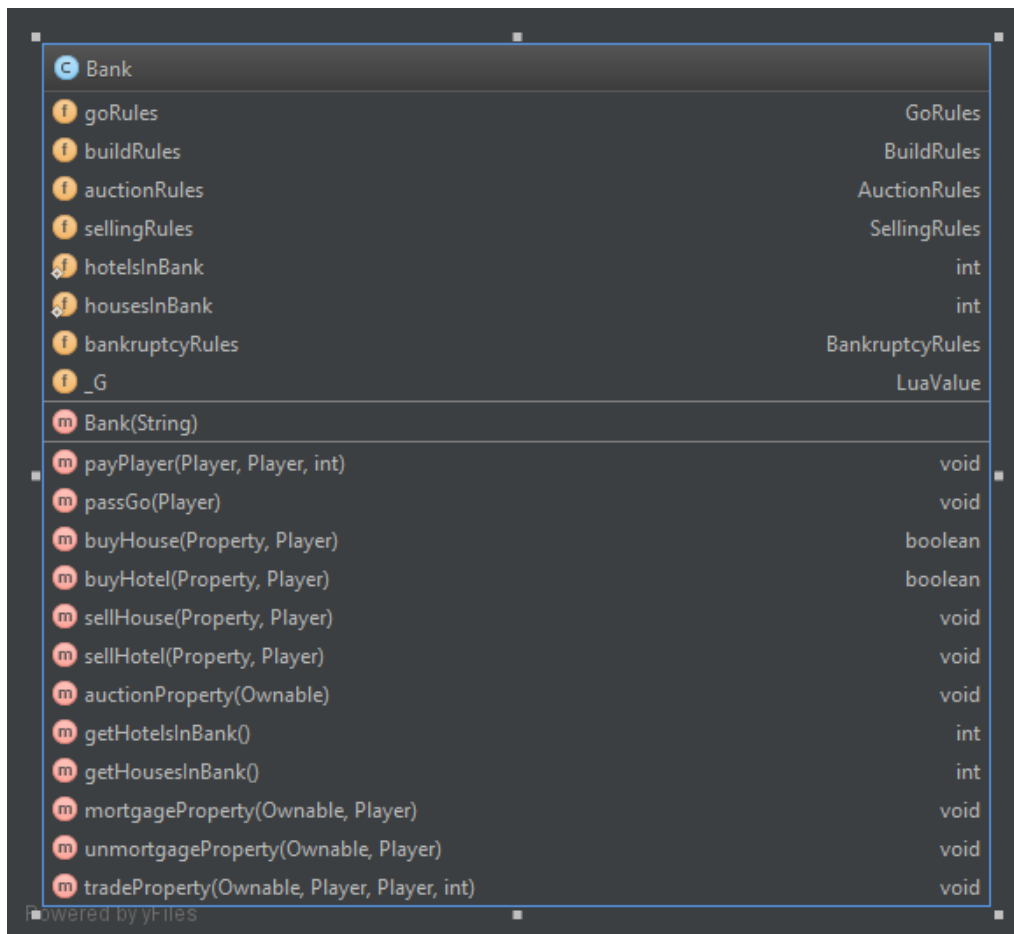 Bank
goRules GoRules
buildRules BuildRules
auctionRules AuctionRules
sellingRules SellingRules
hotelsInBank int
housesInBank int
bankruptcyRules BankruptcyRules
_G LuaValue
Bank(String)
payPlayer(Player, Player, int) void
passGo(Player) void
buyHouse(Property, Player) boolean
buyHotel(Property, Player) boolean
sellHouse(Property, Player) void
sellHotel(Property, Player) void
auctionProperty(Ownable) void
getHotelsInBank() int
getHousesInBank() int
mortgageProperty(Ownable, Player) void
unmortgageProperty(Ownable, Player) void
tradeProperty(Ownable, Player, Player, int) void
Powered by yFiles